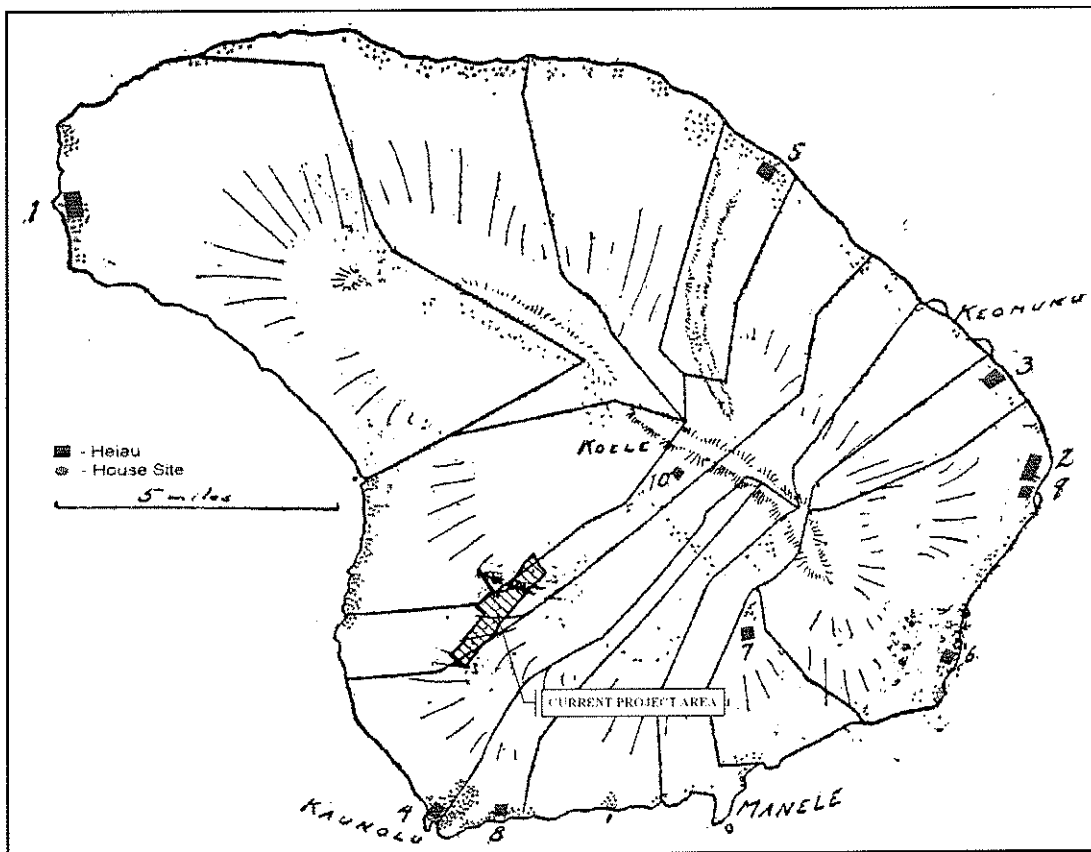 5
1
KEOMUKU
3
■ - Heiau
KOELE
● - House Site
10
2
9
5 miles
7
6
CURRENT PROJECT AREA
4
KAUNOLU
8
MANELE